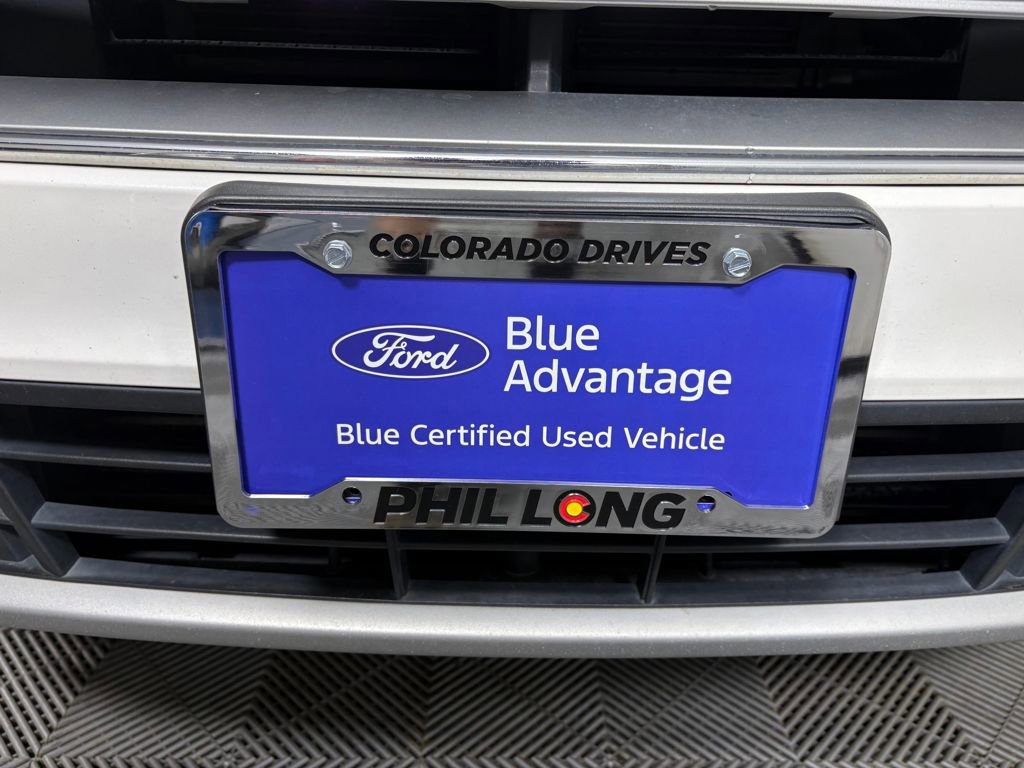 COLORADO DRIVES
Ford
Blue
Advantage
Blue Certified Used Vehicle
PHIL LONG